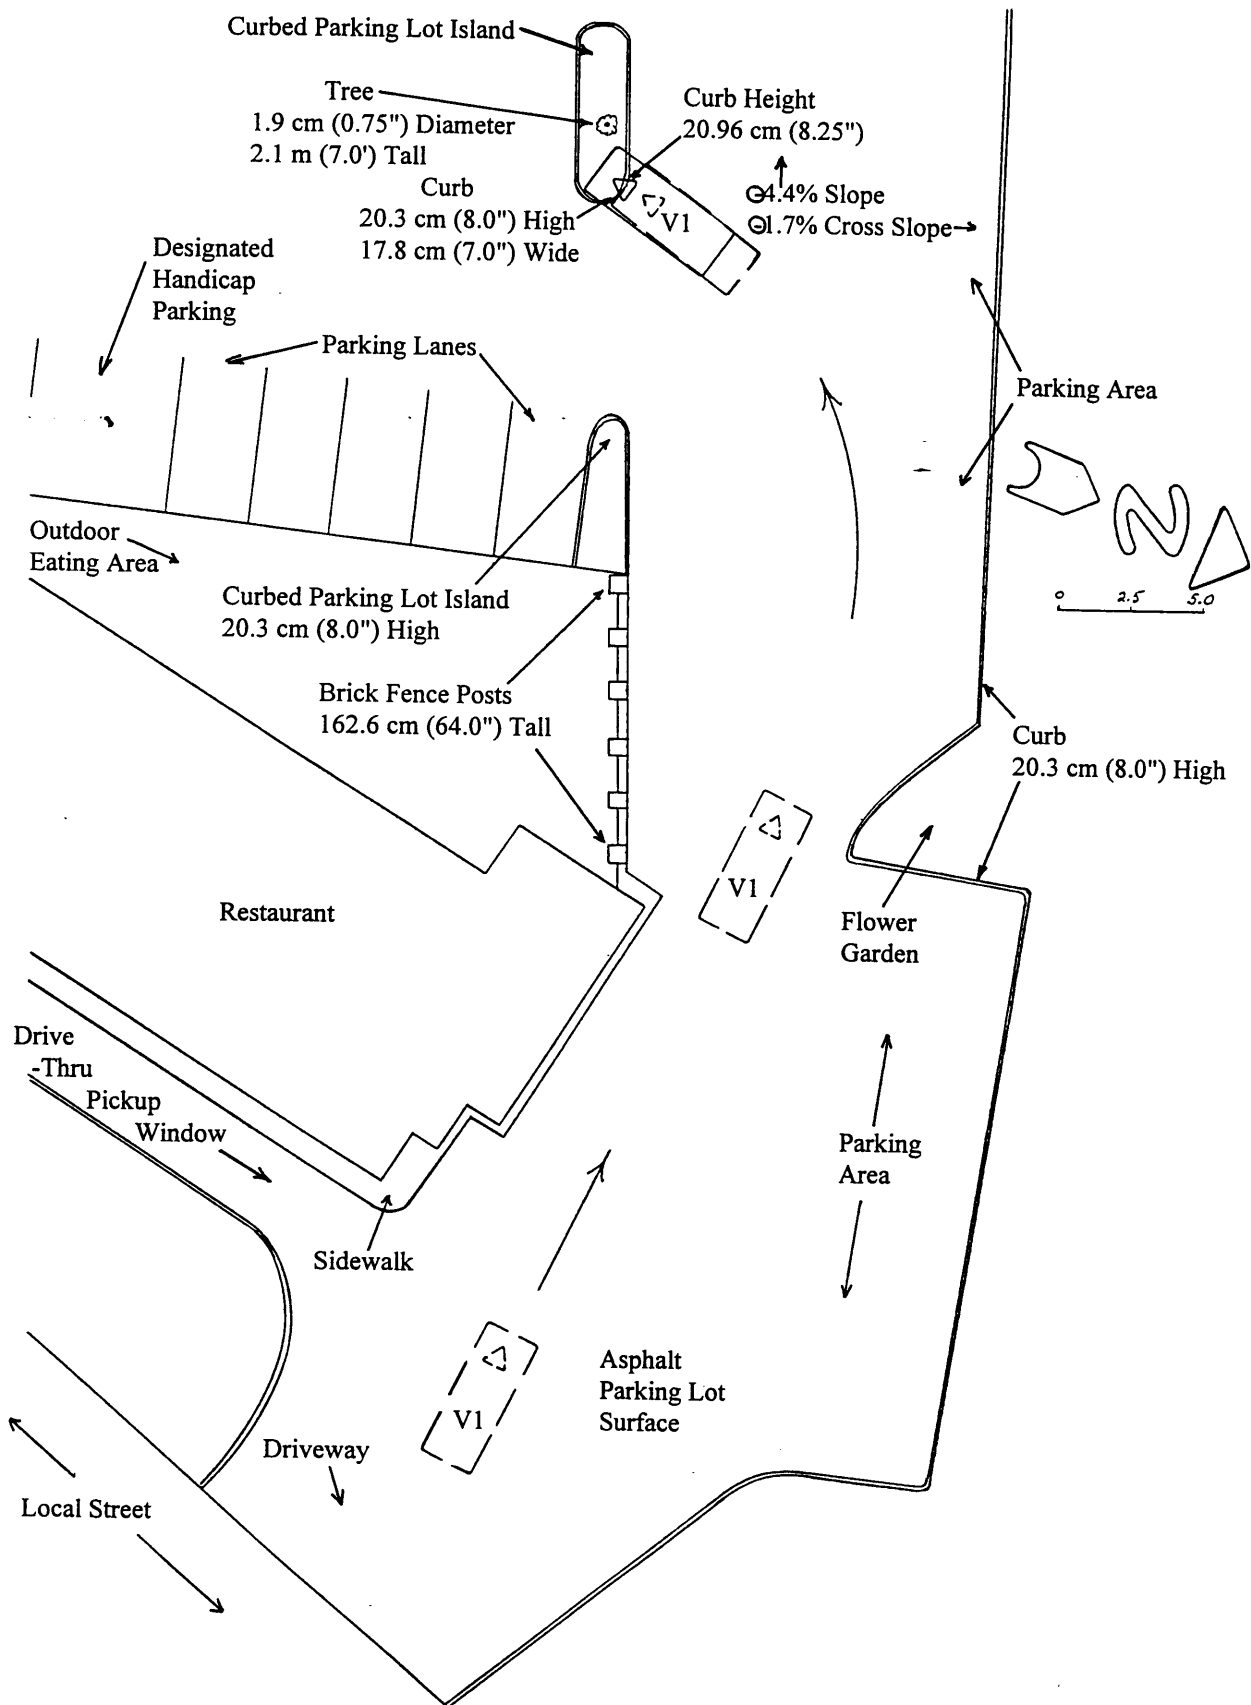 Curbed Parking Lot Island
Tree
1.9 cm (0.75") Diameter
2.1 m (7.0') Tall
Curb Height
20.96 cm (8.25")
Curb
20.3 cm (8.0") High
17.8 cm (7.0") Wide
V1
⊖4.4% Slope
⊖1.7% Cross Slope
Designated
Handicap
Parking
Parking Lanes
Parking Area
N
0 2.5 5.0
Outdoor
Eating Area
Curbed Parking Lot Island
20.3 cm (8.0") High
Brick Fence Posts
162.6 cm (64.0") Tall
Curb
20.3 cm (8.0") High
V1
Restaurant
Flower
Garden
Drive
-Thru
Pickup
Window
Parking
Area
Sidewalk
Asphalt
Parking Lot
Surface
V1
Driveway
Local Street